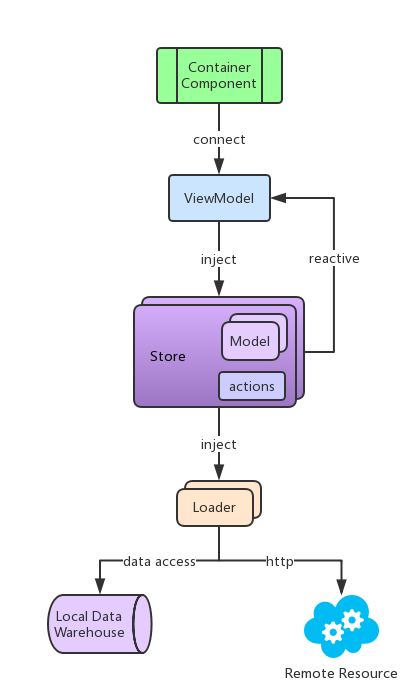 Container
Component
connect
ViewModel
inject
reactive
Model
Store
actions
inject
Loader
data access
http
Local Data
Warehouse
Remote Resource